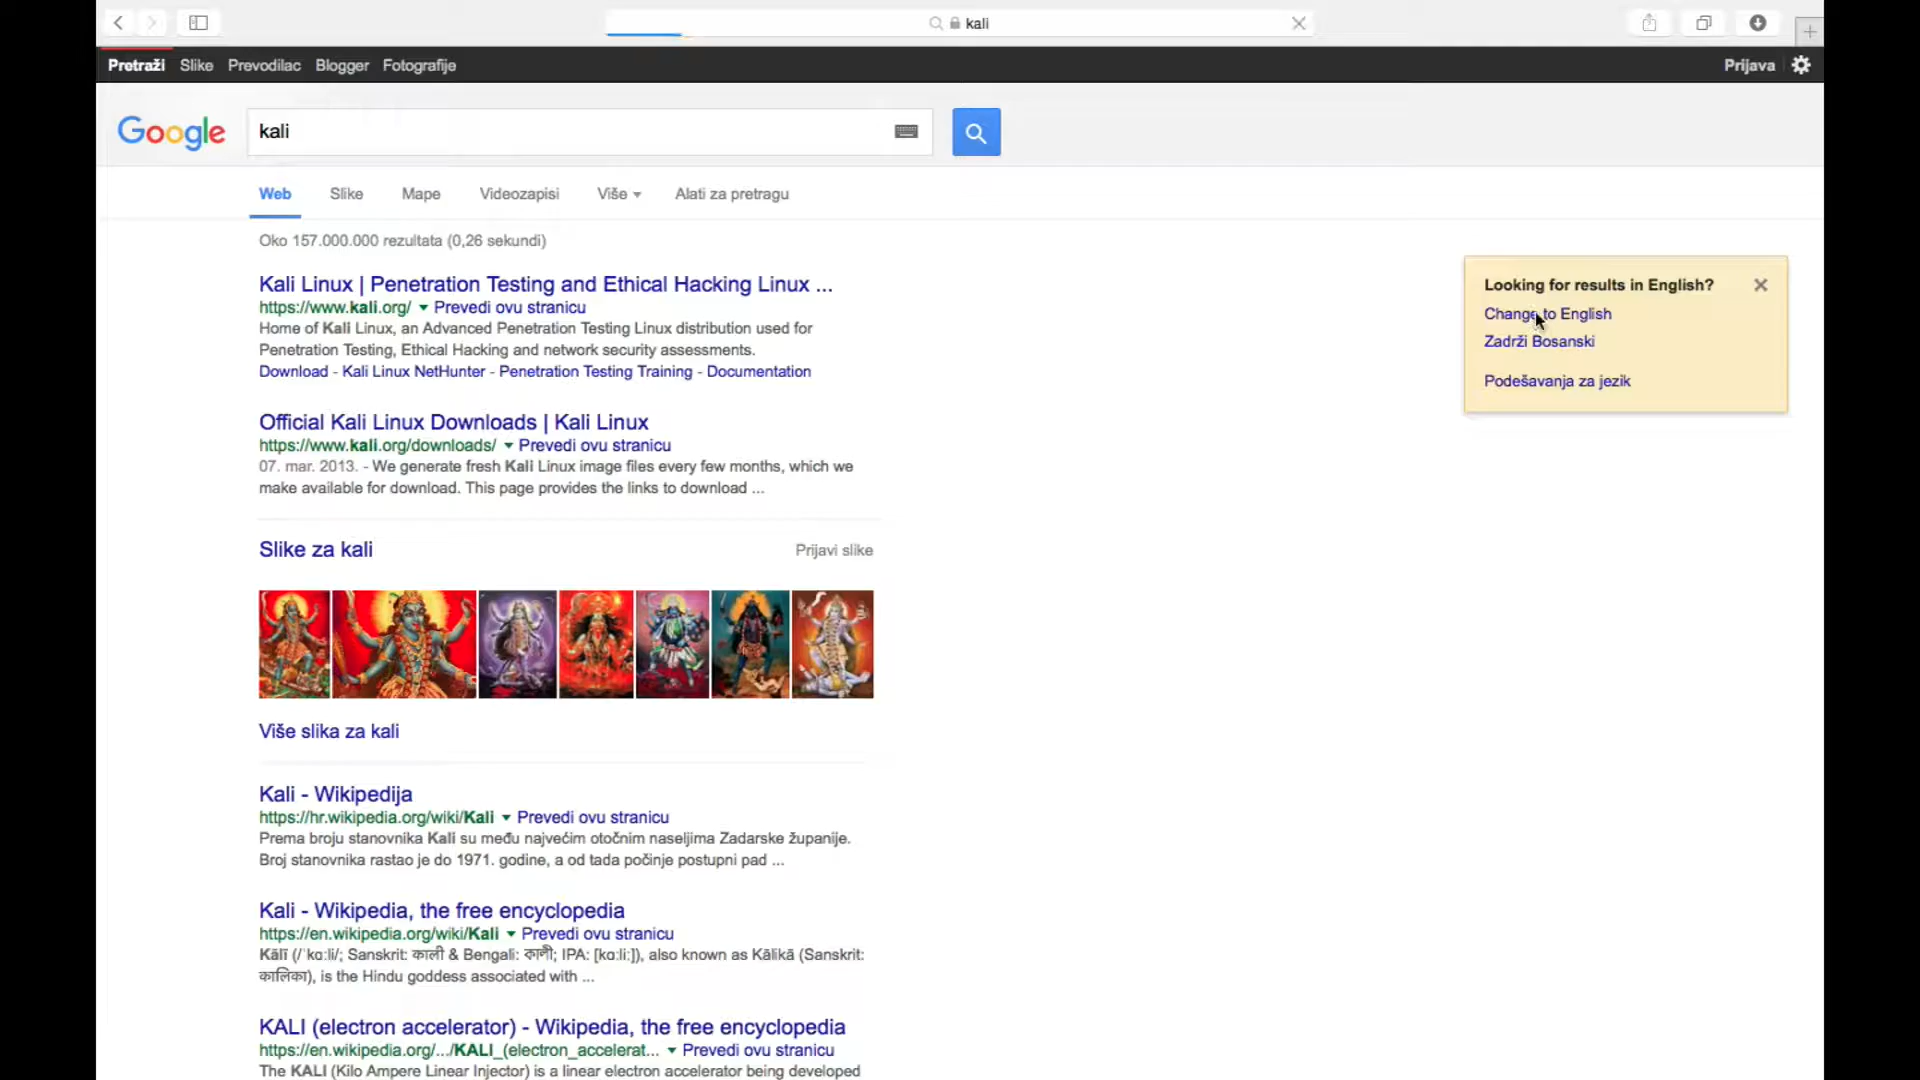 kali
Pretraži Slike Prevodilac Blogger Fotografije Prijava
Google kali
Web Slike Mape Videozapisi Više Alati za pretragu
Oko 157.000.000 rezultata (0,26 sekundi)
Kali Linux | Penetration Testing and Ethical Hacking Linux ...
https://www.kali.org/ Prevedi ovu stranicu
Home of Kali Linux, an Advanced Penetration Testing Linux distribution used for
Penetration Testing, Ethical Hacking and network security assessments.
Download - Kali Linux NetHunter - Penetration Testing Training - Documentation
Looking for results in English?
Change to English
Zadrži Bosanski
Podešavanja za jezik
Official Kali Linux Downloads | Kali Linux
https://www.kali.org/downloads/ Prevedi ovu stranicu
07. mar. 2013. - We generate fresh Kali Linux image files every few months, which we
make available for download. This page provides the links to download ...
Slike za kali Prijavi slike
Više slika za kali
Kali - Wikipedija
https://hr.wikipedia.org/wiki/Kali Prevedi ovu stranicu
Prema broju stanovnika Kali su među najvećim otočnim naseljima Zadarske županije.
Broj stanovnika rastao je do 1971. godine, a od tada počinje postupni pad ...
Kali - Wikipedia, the free encyclopedia
https://en.wikipedia.org/wiki/Kali Prevedi ovu stranicu
Kālī (/ˈkɑːli/; Sanskrit: काली & Bengali: কালী; IPA: [kɑːliː]), also known as Kālikā (Sanskrit:
कालिका), is the Hindu goddess associated with ...
KALI (electron accelerator) - Wikipedia, the free encyclopedia
https://en.wikipedia.org/.../KALI_(electron_accelerat... Prevedi ovu stranicu
The KALI (Kilo Ampere Linear Injector) is a linear electron accelerator being developed